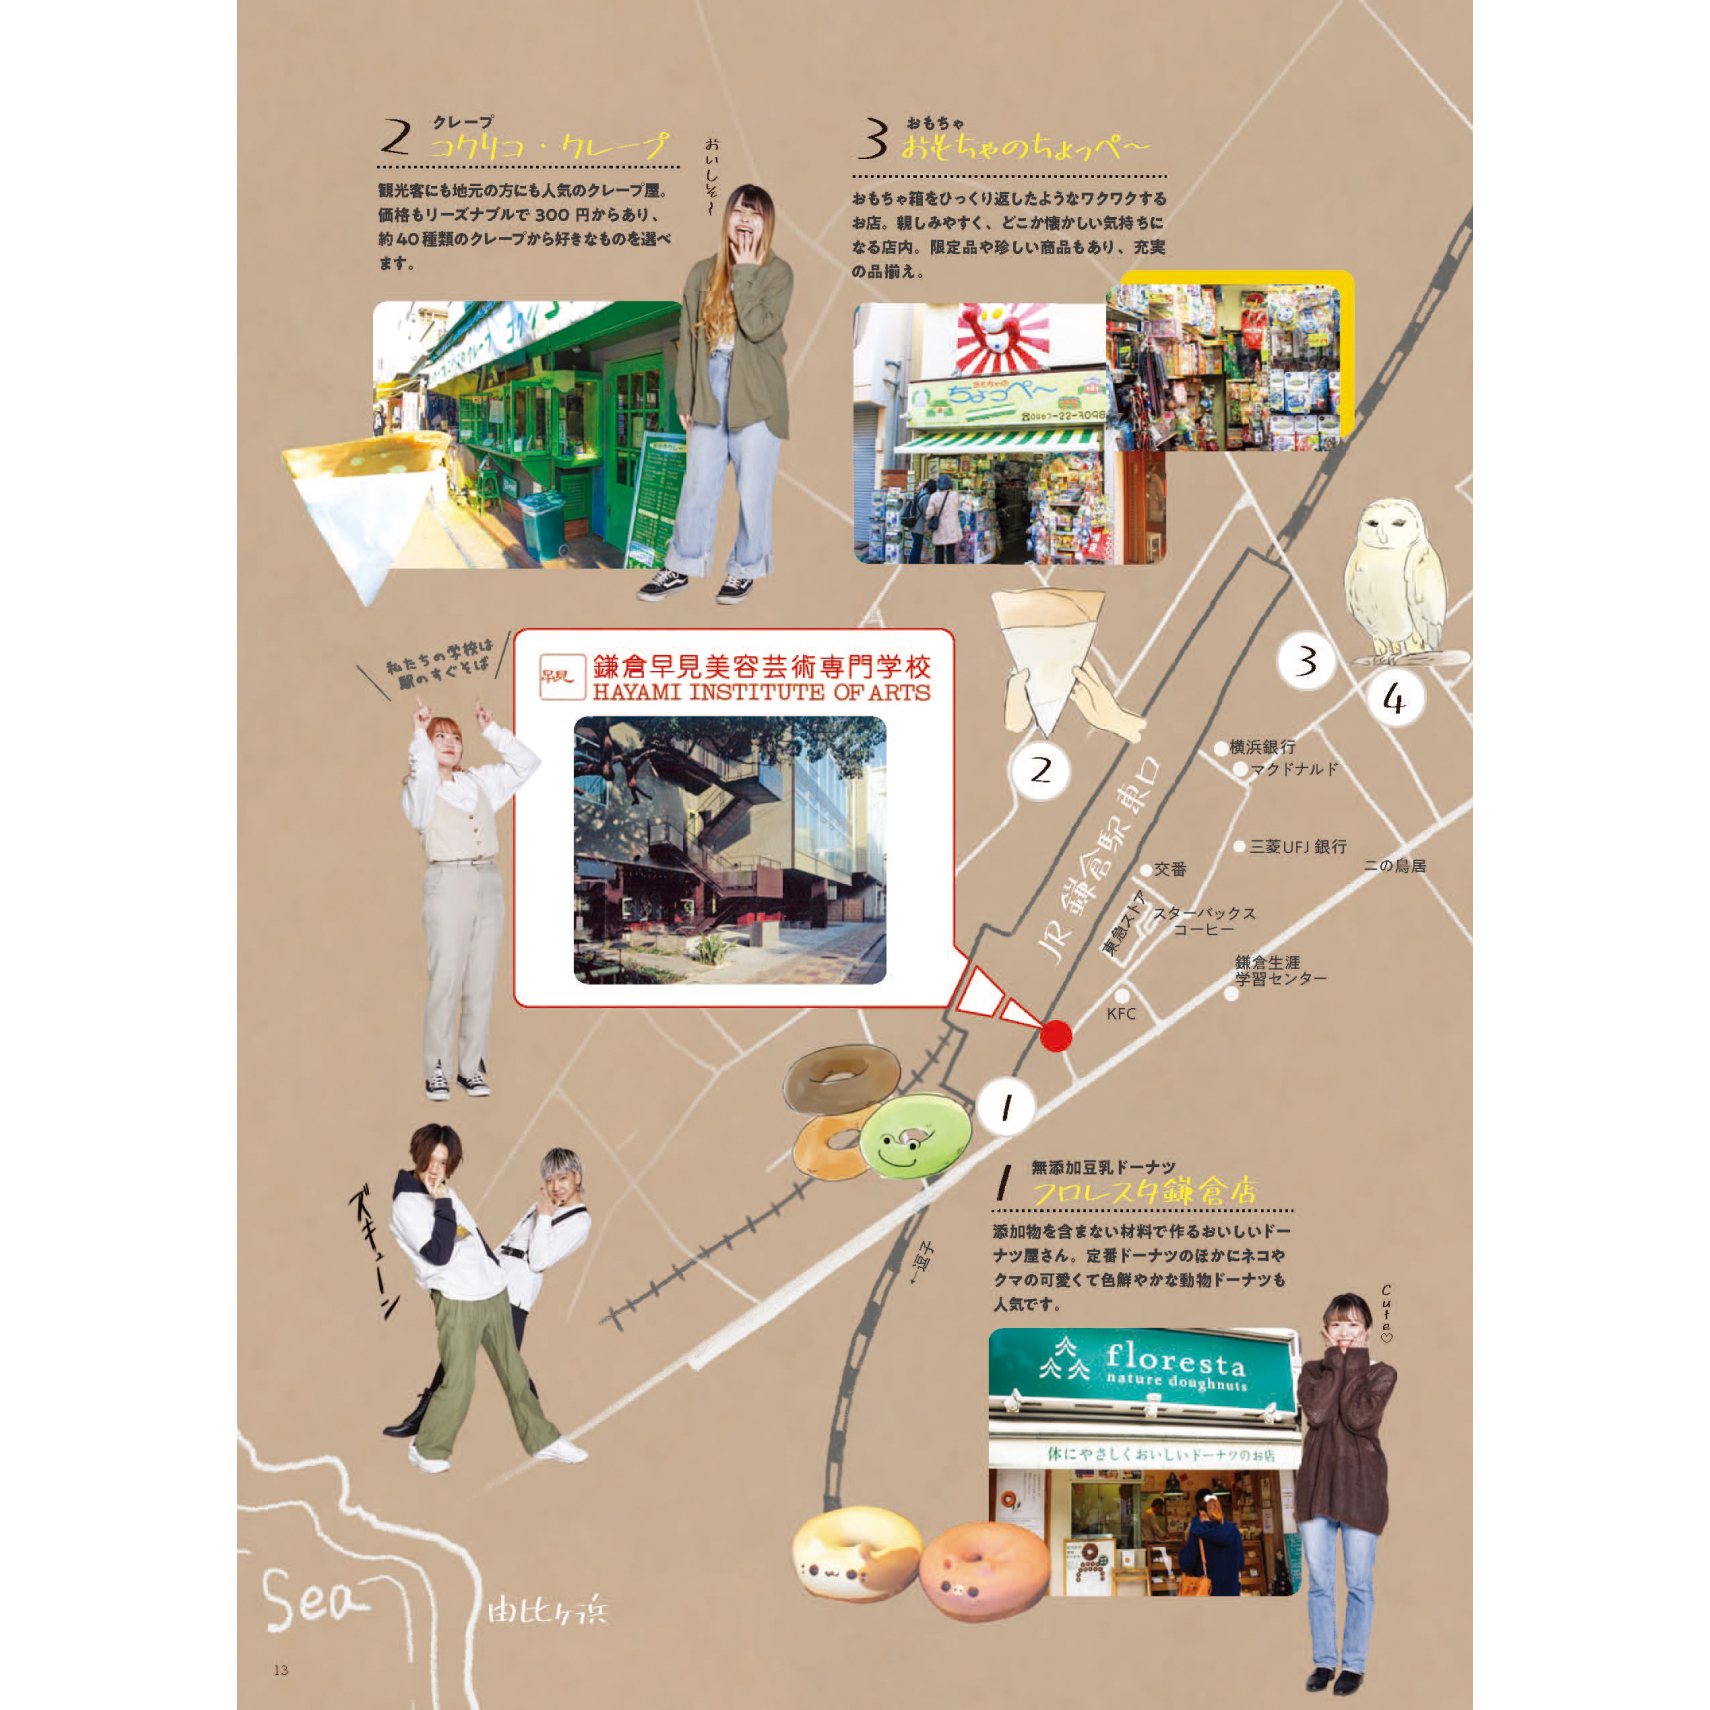 2
クレープ
コクリコ・クレープ
観光客にも地元の方にも人気のクレープ屋。
価格もリーズナブルで 300 円からあり、
約40種類のクレープから好きなものを選べ
ます。
おいしそ〜
3
おもちゃ
おもちゃのちょっぺ〜
おもちゃ箱をひっくり返したようなワクワクする
お店。親しみやすく、どこか懐かしい気持ちに
なる店内。限定品や珍しい商品もあり、充実
の品揃え。
おもちゃの
ちょっぺ〜
☎0467-22-3098
私たちの学校は
駅のすぐそば
早見
鎌倉早見美容芸術専門学校
HAYAMI INSTITUTE OF ARTS
3
4
2
横浜銀行
マクドナルド
JR 鎌倉駅 東口
三菱UFJ 銀行
二の鳥居
交番
東急ストア
スターバックス
コーヒー
鎌倉生涯
学習センター
KFC
1
ズキューーン
←逗子
1
無添加豆乳ドーナツ
フロレスタ鎌倉店
添加物を含まない材料で作るおいしいドー
ナツ屋さん。定番ドーナツのほかにネコや
クマの可愛くて色鮮やかな動物ドーナツも
人気です。
Cute♡
floresta
nature doughnuts
体にやさしくおいしいドーナツのお店
Sea
由比ヶ浜
13